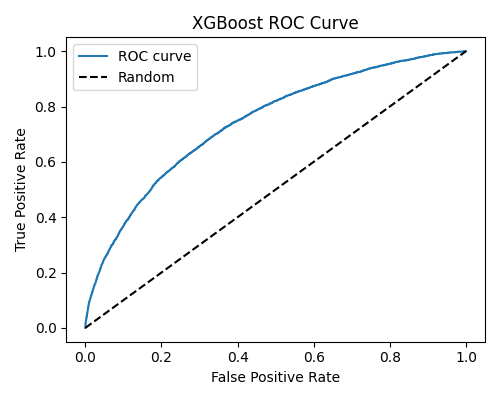 XGBoost ROC Curve
ROC curve
Random
True Positive Rate
1.0
0.8
0.6
0.4
0.2
0.0
0.0 0.2 0.4 0.6 0.8 1.0
False Positive Rate